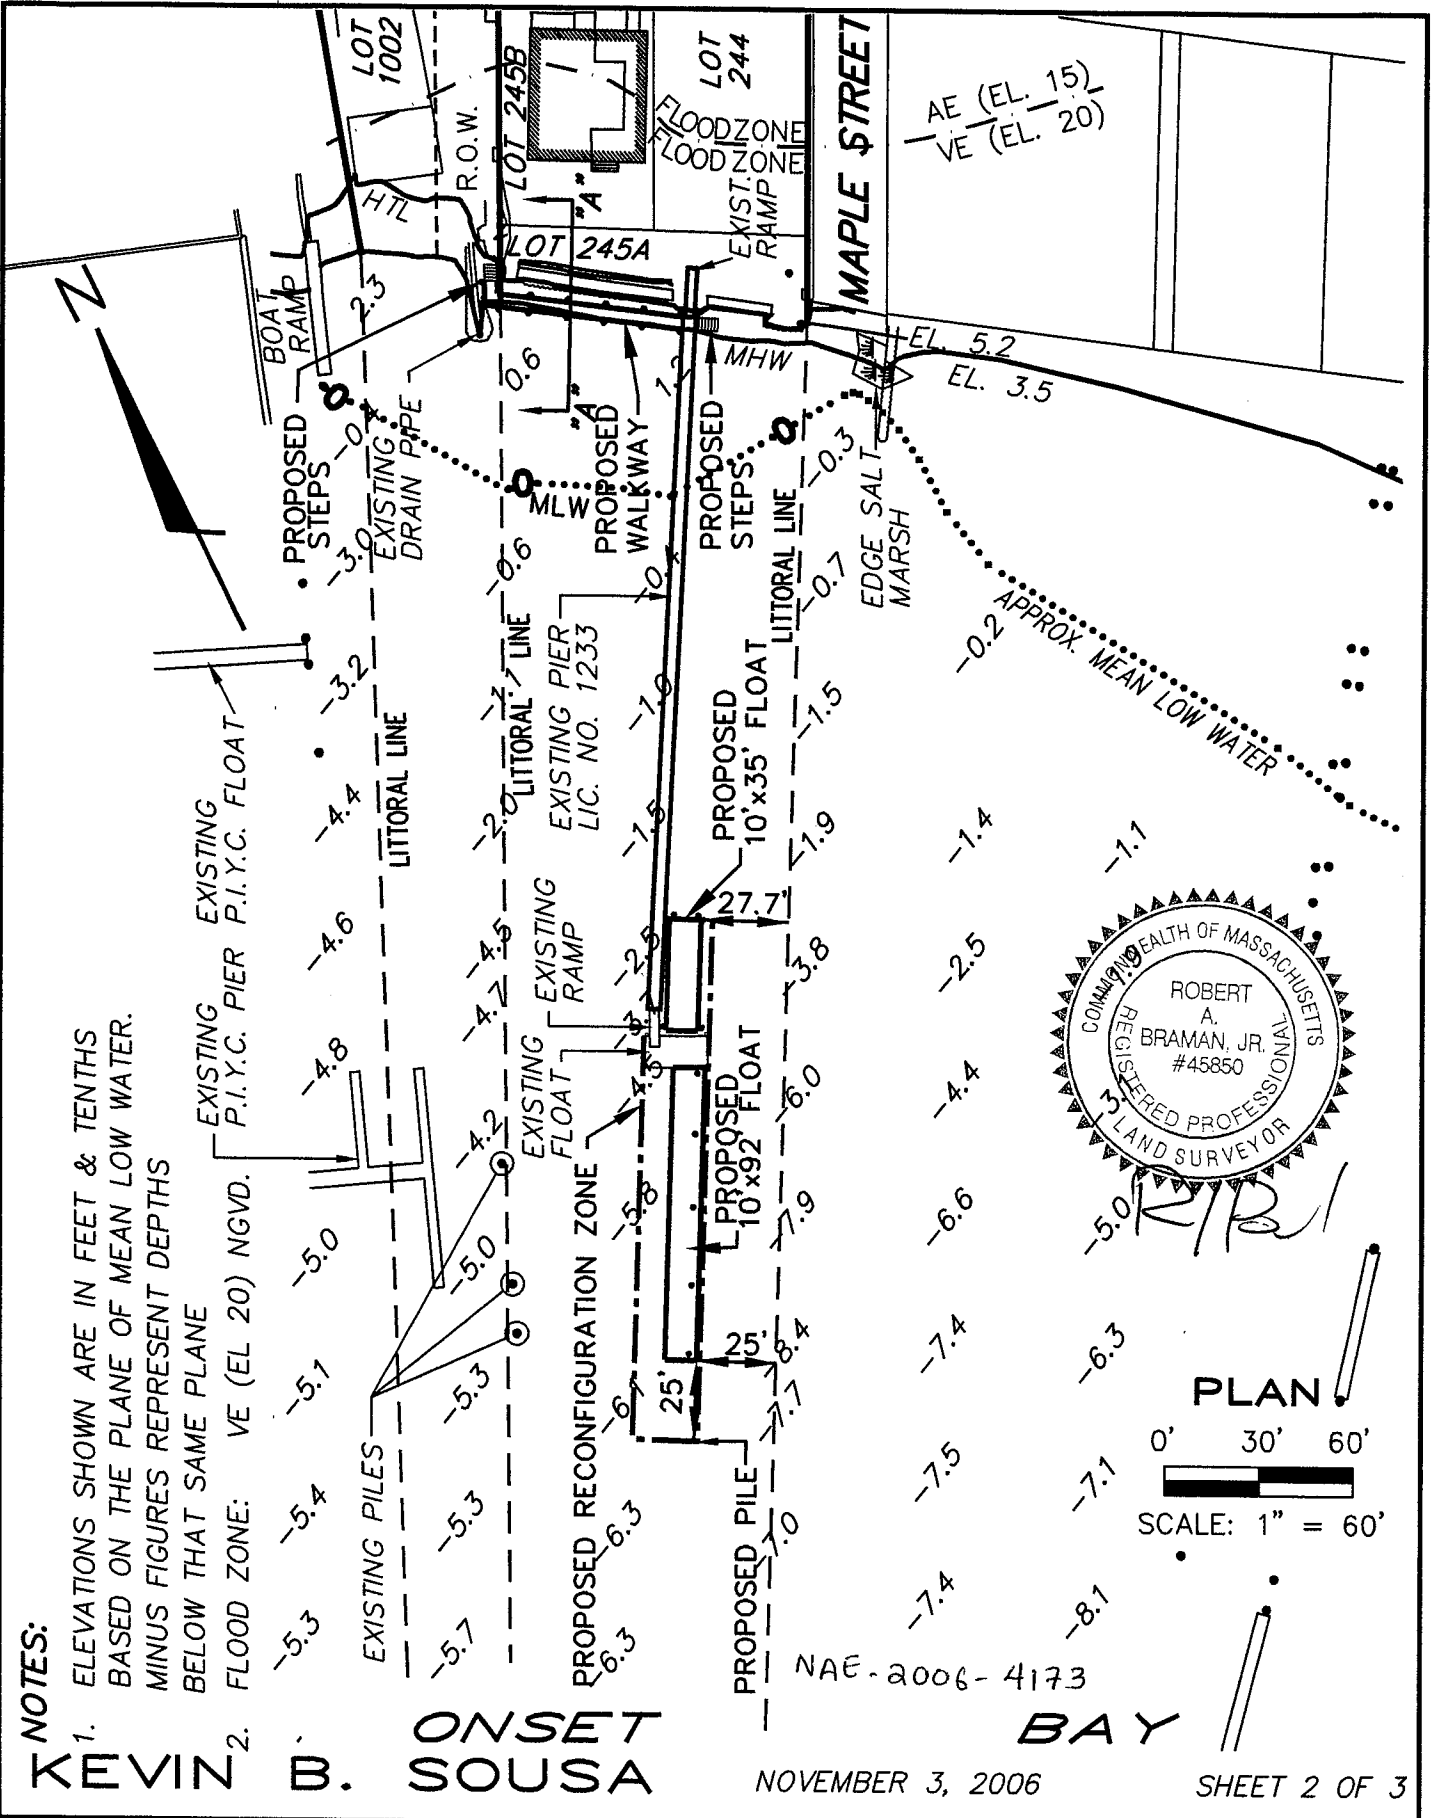 LOT
1002
R.O.W.
LOT 245B
LOT
244
FLOODZONE
FLOODZONE
MAPLE STREET
AE (EL. 15)
VE (EL. 20)
HTL
"A"
EXIST.
RAMP
LOT 245A
N
BOAT
RAMP
2.3
0.6
1.2
MHW
EL. 5.2
EL. 3.5
"A"
PROPOSED
STEPS
EXISTING
DRAIN PIPE
MLW
PROPOSED
WALKWAY
PROPOSED
STEPS
LITTORAL LINE
-0.3
EDGE SALT
MARSH
-3.0
-0.6
-0.7
-0.2
APPROX. MEAN LOW WATER
-3.2
LITTORAL LINE
LITTORAL LINE
EXISTING PIER
LIC. NO. 1233
-1.5
PROPOSED
10'x35' FLOAT
EXISTING
P.I.Y.C. FLOAT
-4.4
-2.0
-1.5
-1.9
-1.4
-1.1
EXISTING
P.I.Y.C. PIER
-4.6
-4.5
EXISTING
RAMP
-2.5
27.7'
-3.8
-2.5
-1.9
-4.8
-4.7
EXISTING
FLOAT
-4.5
-6.0
-4.4
COMMONWEALTH OF MASSACHUSETTS
ROBERT
A.
BRAMAN, JR.
#45850
REGISTERED PROFESSIONAL
LAND SURVEYOR
-4.2
PROPOSED RECONFIGURATION ZONE
-5.8
PROPOSED
10'x92' FLOAT
-7.9
-6.6
-5.0
-5.0
-5.0
25'
25'
-8.4
-7.4
-6.3
-5.1
-5.3
-7.7
PLAN
0' 30' 60'
SCALE: 1" = 60'
EXISTING PILES
-5.4
-5.3
-6.3
PROPOSED PILE
-7.0
-7.5
-7.1
-5.3
-5.7
-6.3
-7.4
-8.1
NOTES:
1. ELEVATIONS SHOWN ARE IN FEET & TENTHS
BASED ON THE PLANE OF MEAN LOW WATER.
MINUS FIGURES REPRESENT DEPTHS
BELOW THAT SAME PLANE
2. FLOOD ZONE: VE (EL 20) NGVD.
NAE-2006-4173
ONSET BAY
KEVIN B. SOUSA
NOVEMBER 3, 2006
SHEET 2 OF 3